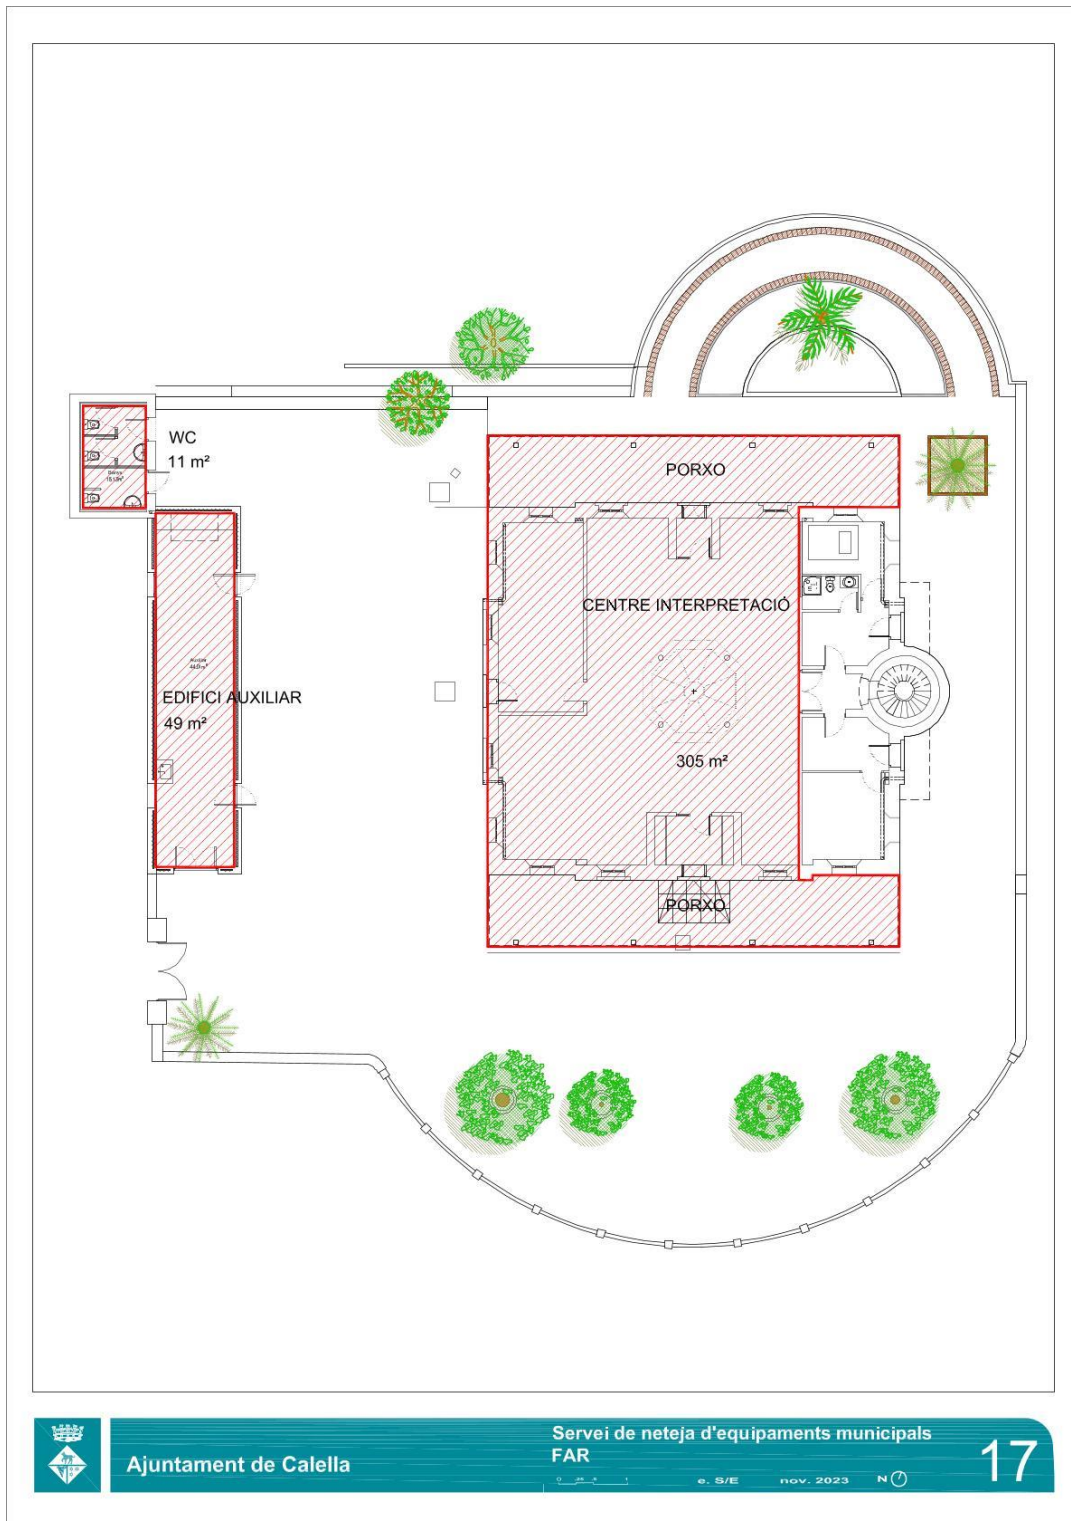 WC
11 m²
PORXO
CENTRE INTERPRETACIÓ
EDIFICI AUXILIAR
49 m²
305 m²
PORXO
Ajuntament de Calella
Servei de neteja d'equipaments municipals
FAR
e. S/E
nov. 2023
N
17